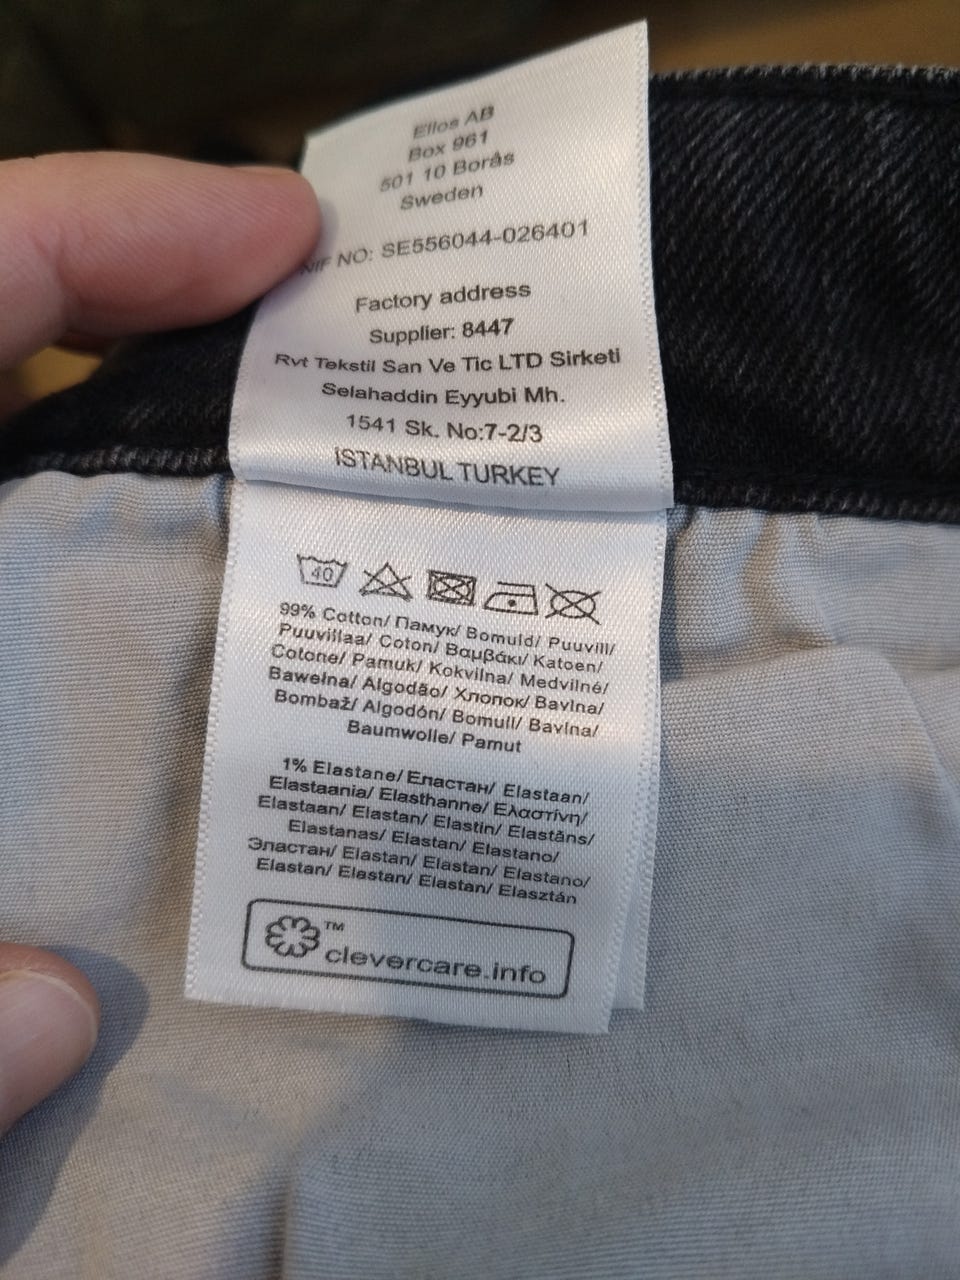 Ellos AB
Box 961
501 10 Borås
Sweden
NIF NO: SE556044-026401
Factory address
Supplier: 8447
Rvt Tekstil San Ve Tic LTD Sirketi
Selahaddin Eyyubi Mh.
1541 Sk. No:7-2/3
ISTANBUL TURKEY
40
99% Cotton/ Памук/ Bomuld/ Puuvill/
Puuvillaa/ Coton/ Βαμβάκι/ Katoen/
Cotone/ Pamuk/ Kokvilna/ Medvilné/
Bawełna/ Algodão/ Хлопок/ Bavlna/
Bombaž/ Algodón/ Bomull/ Bavlna/
Baumwolle/ Pamut
1% Elastane/ Еластан/ Elastaan/
Elastaania/ Elasthanne/ Ελαστίνη/
Elastaan/ Elastan/ Elastin/ Elastāns/
Elastanas/ Elastan/ Elastano/
Эластан/ Elastan/ Elastan/ Elastano/
Elastan/ Elastan/ Elastan/ Elasztán
™
clevercare.info